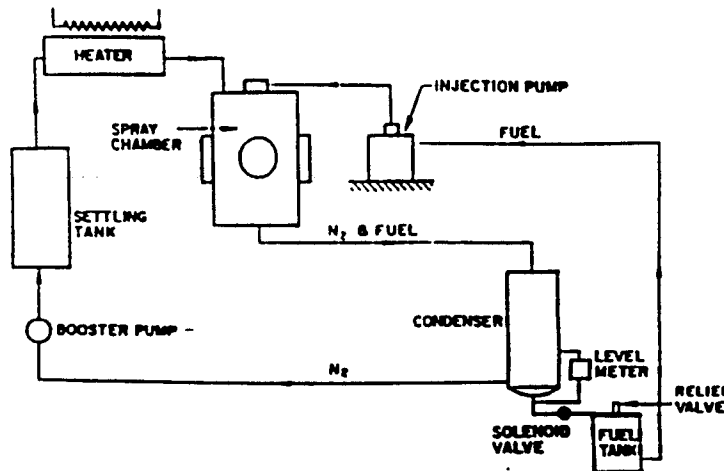 HEATER
INJECTION PUMP
SPRAY
CHAMBER
FUEL
SETTLING
TANK
N₂ & FUEL
CONDENSER
BOOSTER PUMP
LEVEL
METER
N₂
RELIEF
VALVE
SOLENOID
VALVE
FUEL
TANK